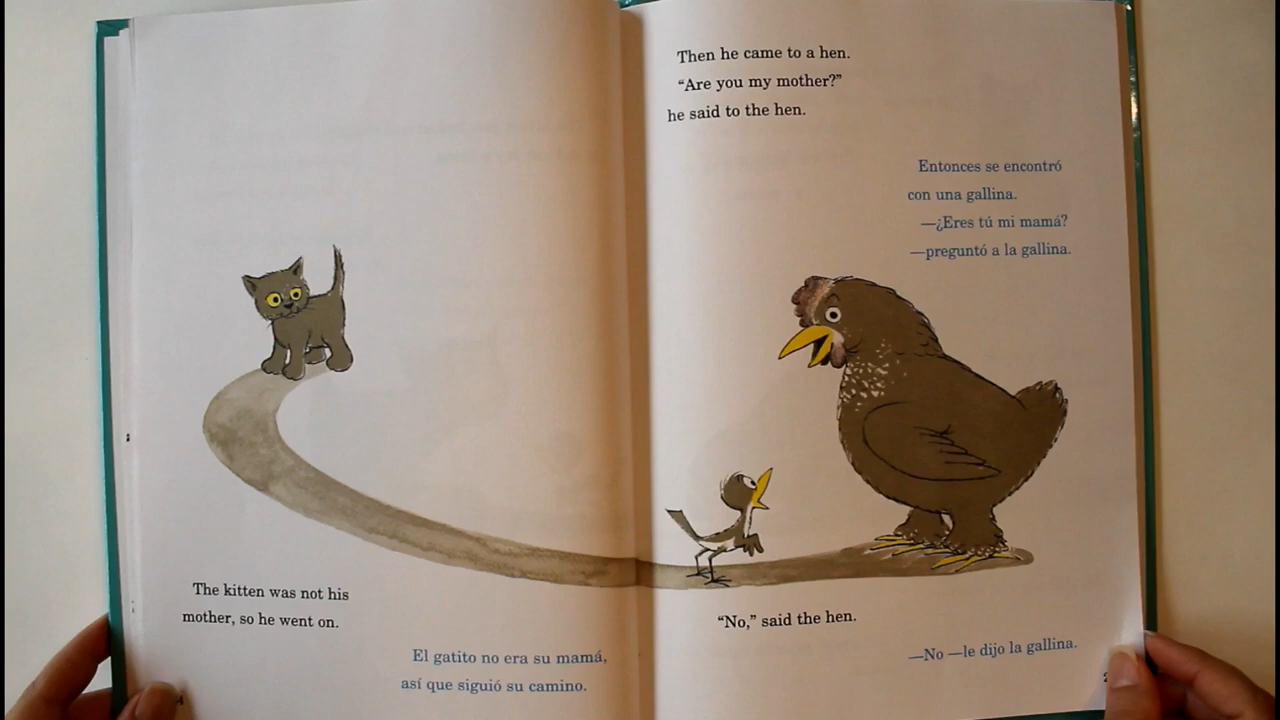 The kitten was not his
mother, so he went on.
El gatito no era su mamá,
así que siguió su camino.
Then he came to a hen.
“Are you my mother?”
he said to the hen.
Entonces se encontró
con una gallina.
—¿Eres tú mi mamá?
—preguntó a la gallina.
“No,” said the hen.
—No —le dijo la gallina.